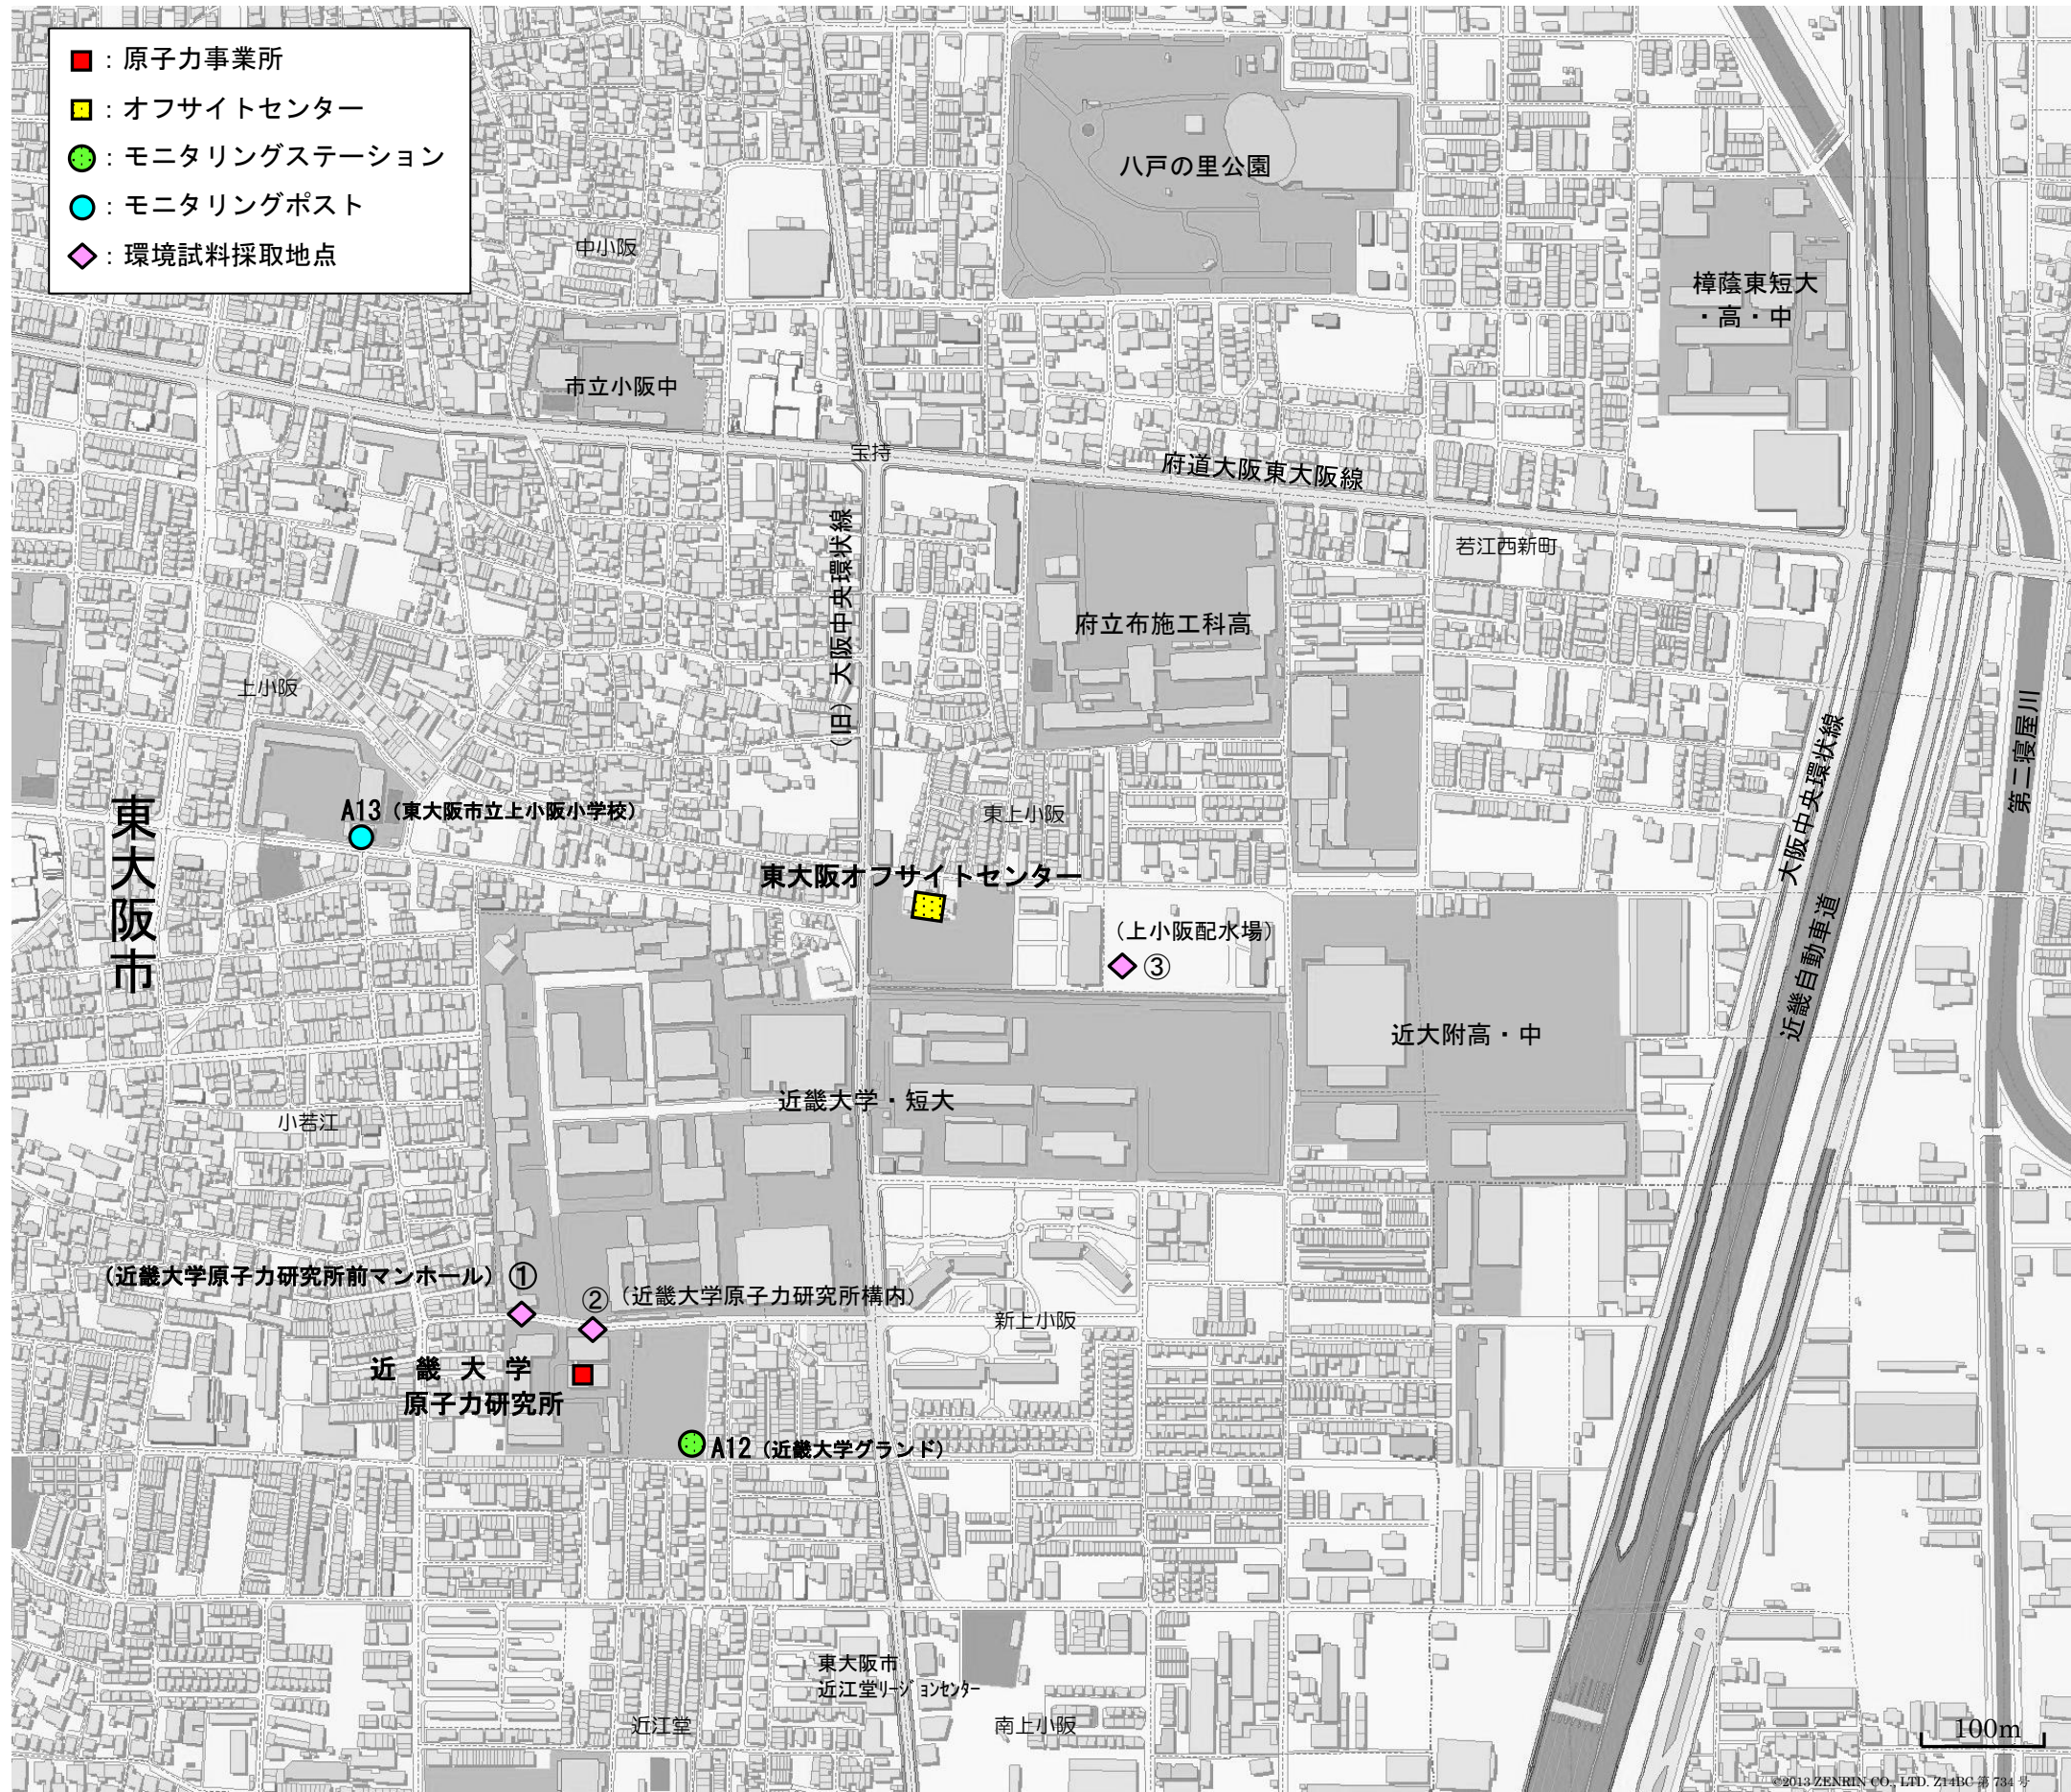 ：原子力事業所
：オフサイトセンター
：モニタリングステーション
：モニタリングポスト
：環境試料採取地点
八戸の里公園
中小阪
樟蔭東短大
・高・中
市立小阪中
宝持
府道大阪東大阪線
若江西新町
（旧）大阪中央環状線
府立布施工科高
上小阪
大阪中央環状線
第二寝屋川
東大阪市
A13（東大阪市立上小阪小学校）
東上小阪
東大阪オフサイトセンター
（上小阪配水場）
③
近畿自動車道
近大附高・中
近畿大学・短大
小若江
（近畿大学原子力研究所前マンホール）①
②（近畿大学原子力研究所構内）
新上小阪
近畿大学
原子力研究所
A12（近畿大学グランド）
東大阪市
近江堂リージョンセンター
近江堂
南上小阪
100m
©2013 ZENRIN CO., LTD. Z14BC 第 734 号